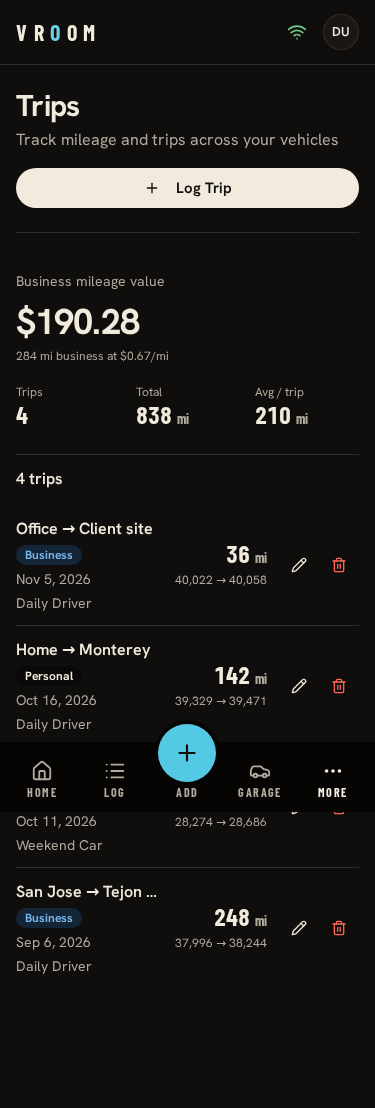 VROOM
DU
Trips
Track mileage and trips across your vehicles
+ Log Trip
Business mileage value
$190.28
284 mi business at $0.67/mi
Trips
4
Total
838 mi
Avg / trip
210 mi
4 trips
Office → Client site
Business
36 mi
Nov 5, 2026
40,022 → 40,058
Daily Driver
Home → Monterey
142 mi
Personal
Oct 16, 2026
39,329 → 39,471
Daily Driver
HOME
LOG
ADD
GARAGE
MORE
Oct 11, 2026
28,274 → 28,686
Weekend Car
San Jose → Tejon ...
Business
248 mi
Sep 6, 2026
37,996 → 38,244
Daily Driver